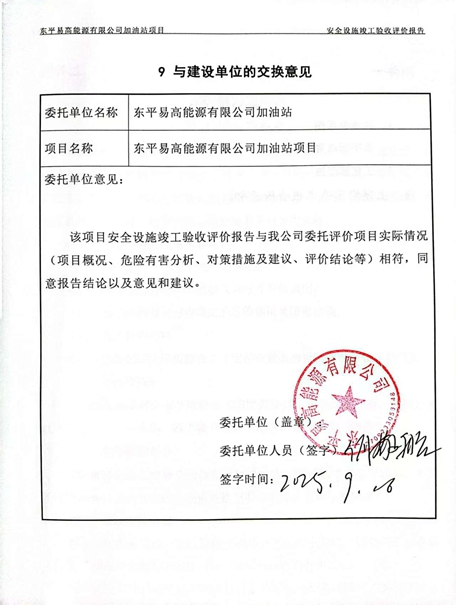 东平易高能源有限公司加油站项目 安全设施竣工验收评价报告
9 与建设单位的交换意见
委托单位名称 东平易高能源有限公司加油站
项目名称 东平易高能源有限公司加油站项目
委托单位意见：
该项目安全设施竣工验收评价报告与我公司委托评价项目实际情况
（项目概况、危险有害分析、对策措施及建议、评价结论等）相符，同
意报告结论以及意见和建议。
东平易高能源有限公司
委托单位（盖章）
委托单位人员（签字）
签字时间：2025.9.